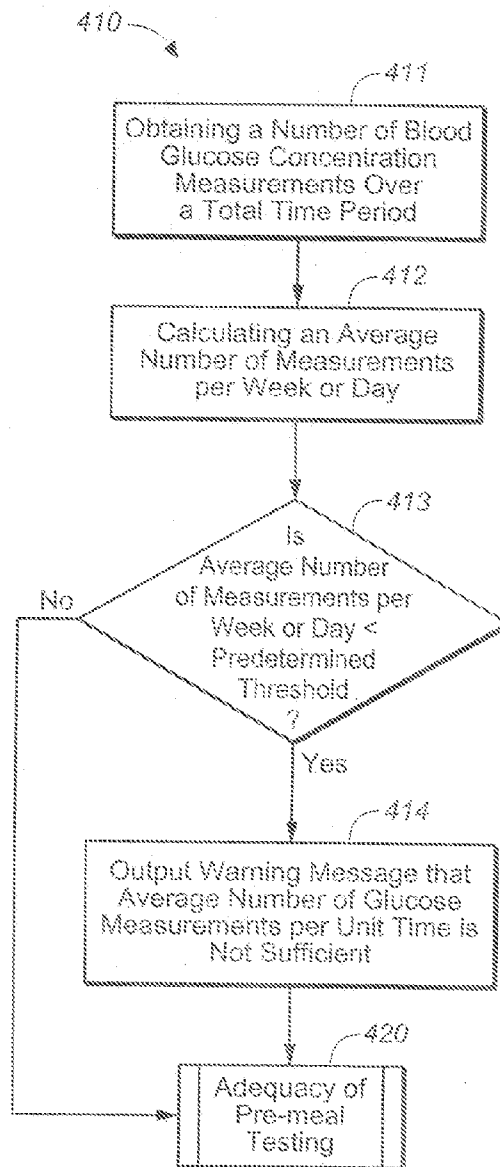 410
411
Obtaining a Number of Blood
Glucose Concentration
Measurements Over
a Total Time Period
412
Calculating an Average
Number of Measurements
per Week or Day
413
Is
Average Number
of Measurements per
Week or Day <
Predetermined
Threshold
?
No
Yes
414
Output Warning Message that
Average Number of Glucose
Measurements per Unit Time is
Not Sufficient
420
Adequacy of
Pre-meal
Testing